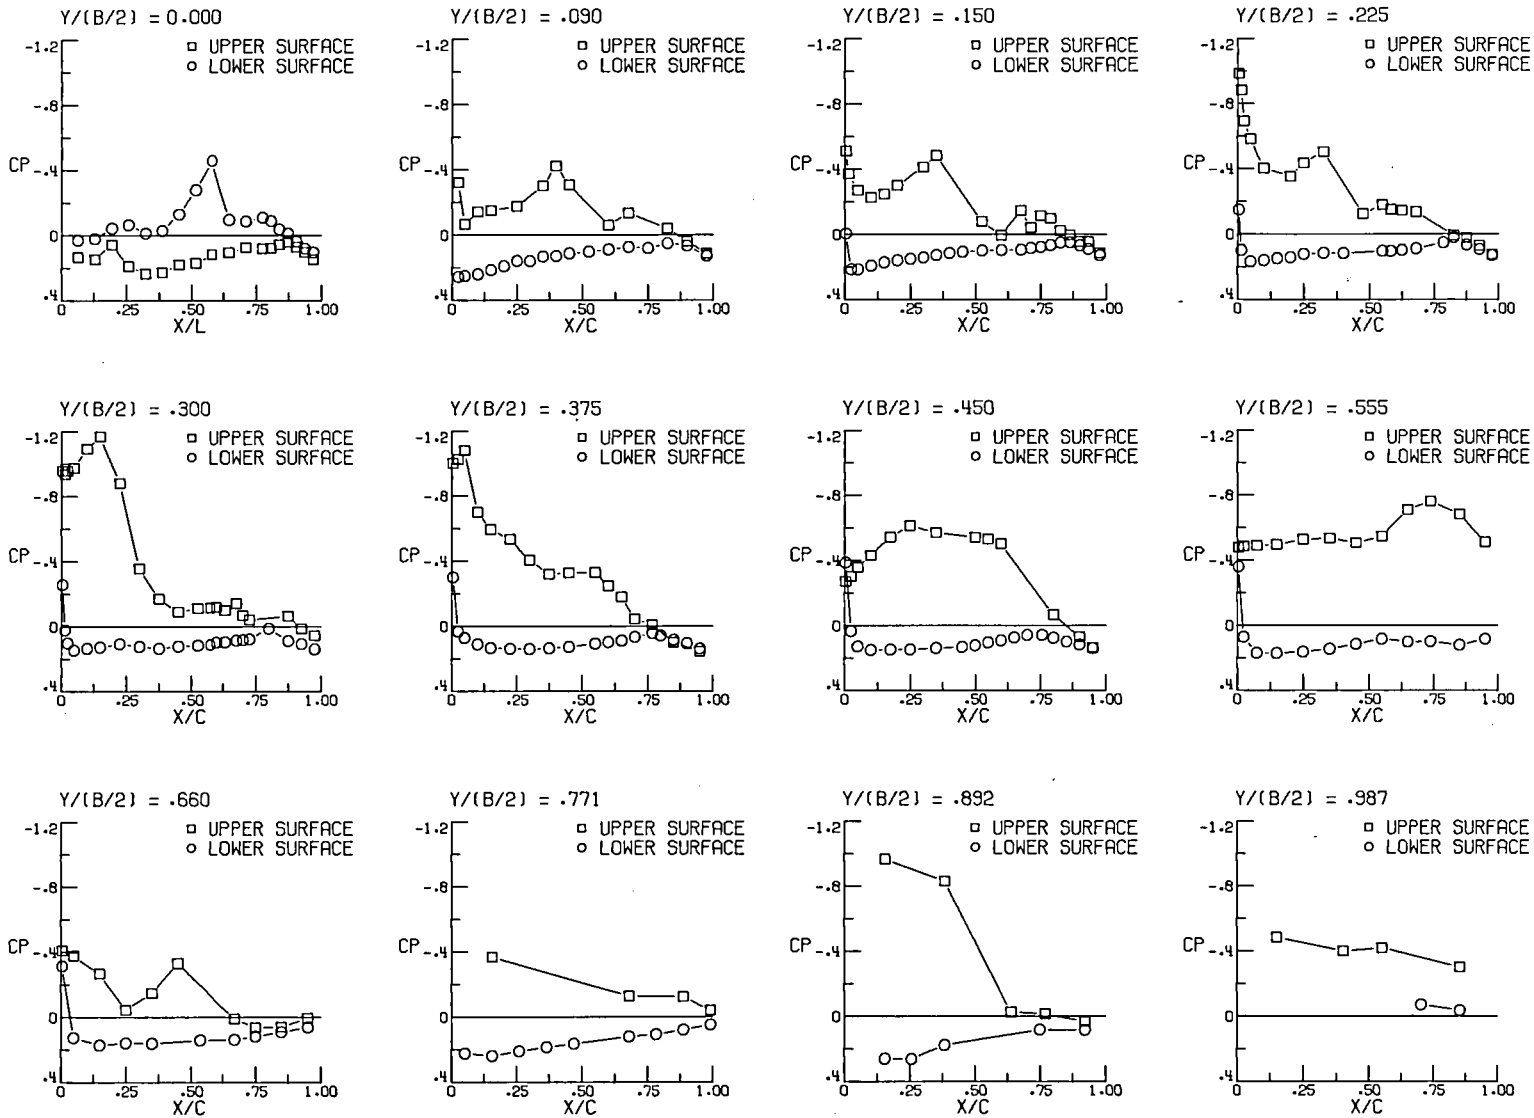 Y/(B/2) = 0.000
□ UPPER SURFACE
○ LOWER SURFACE
-1.2
-.8
CP -.4
0
.4
0 .25 .50 .75 1.00
X/L
Y/(B/2) = .090
□ UPPER SURFACE
○ LOWER SURFACE
-1.2
-.8
CP -.4
0
.4
0 .25 .50 .75 1.00
X/C
Y/(B/2) = .150
□ UPPER SURFACE
○ LOWER SURFACE
-1.2
-.8
CP -.4
0
.4
0 .25 .50 .75 1.00
X/C
Y/(B/2) = .225
□ UPPER SURFACE
○ LOWER SURFACE
-1.2
-.8
CP -.4
0
.4
0 .25 .50 .75 1.00
X/C
Y/(B/2) = .300
□ UPPER SURFACE
○ LOWER SURFACE
-1.2
-.8
CP -.4
0
.4
0 .25 .50 .75 1.00
X/C
Y/(B/2) = .375
□ UPPER SURFACE
○ LOWER SURFACE
-1.2
-.8
CP -.4
0
.4
0 .25 .50 .75 1.00
X/C
Y/(B/2) = .450
□ UPPER SURFACE
○ LOWER SURFACE
-1.2
-.8
CP -.4
0
.4
0 .25 .50 .75 1.00
X/C
Y/(B/2) = .555
□ UPPER SURFACE
○ LOWER SURFACE
-1.2
-.8
CP -.4
0
.4
0 .25 .50 .75 1.00
X/C
Y/(B/2) = .660
□ UPPER SURFACE
○ LOWER SURFACE
-1.2
-.8
CP -.4
0
.4
0 .25 .50 .75 1.00
X/C
Y/(B/2) = .771
□ UPPER SURFACE
○ LOWER SURFACE
-1.2
-.8
CP -.4
0
.4
0 .25 .50 .75 1.00
X/C
Y/(B/2) = .892
□ UPPER SURFACE
○ LOWER SURFACE
-1.2
-.8
CP -.4
0
.4
0 .25 .50 .75 1.00
X/C
Y/(B/2) = .987
□ UPPER SURFACE
○ LOWER SURFACE
-1.2
-.8
CP -.4
0
.4
0 .25 .50 .75 1.00
X/C